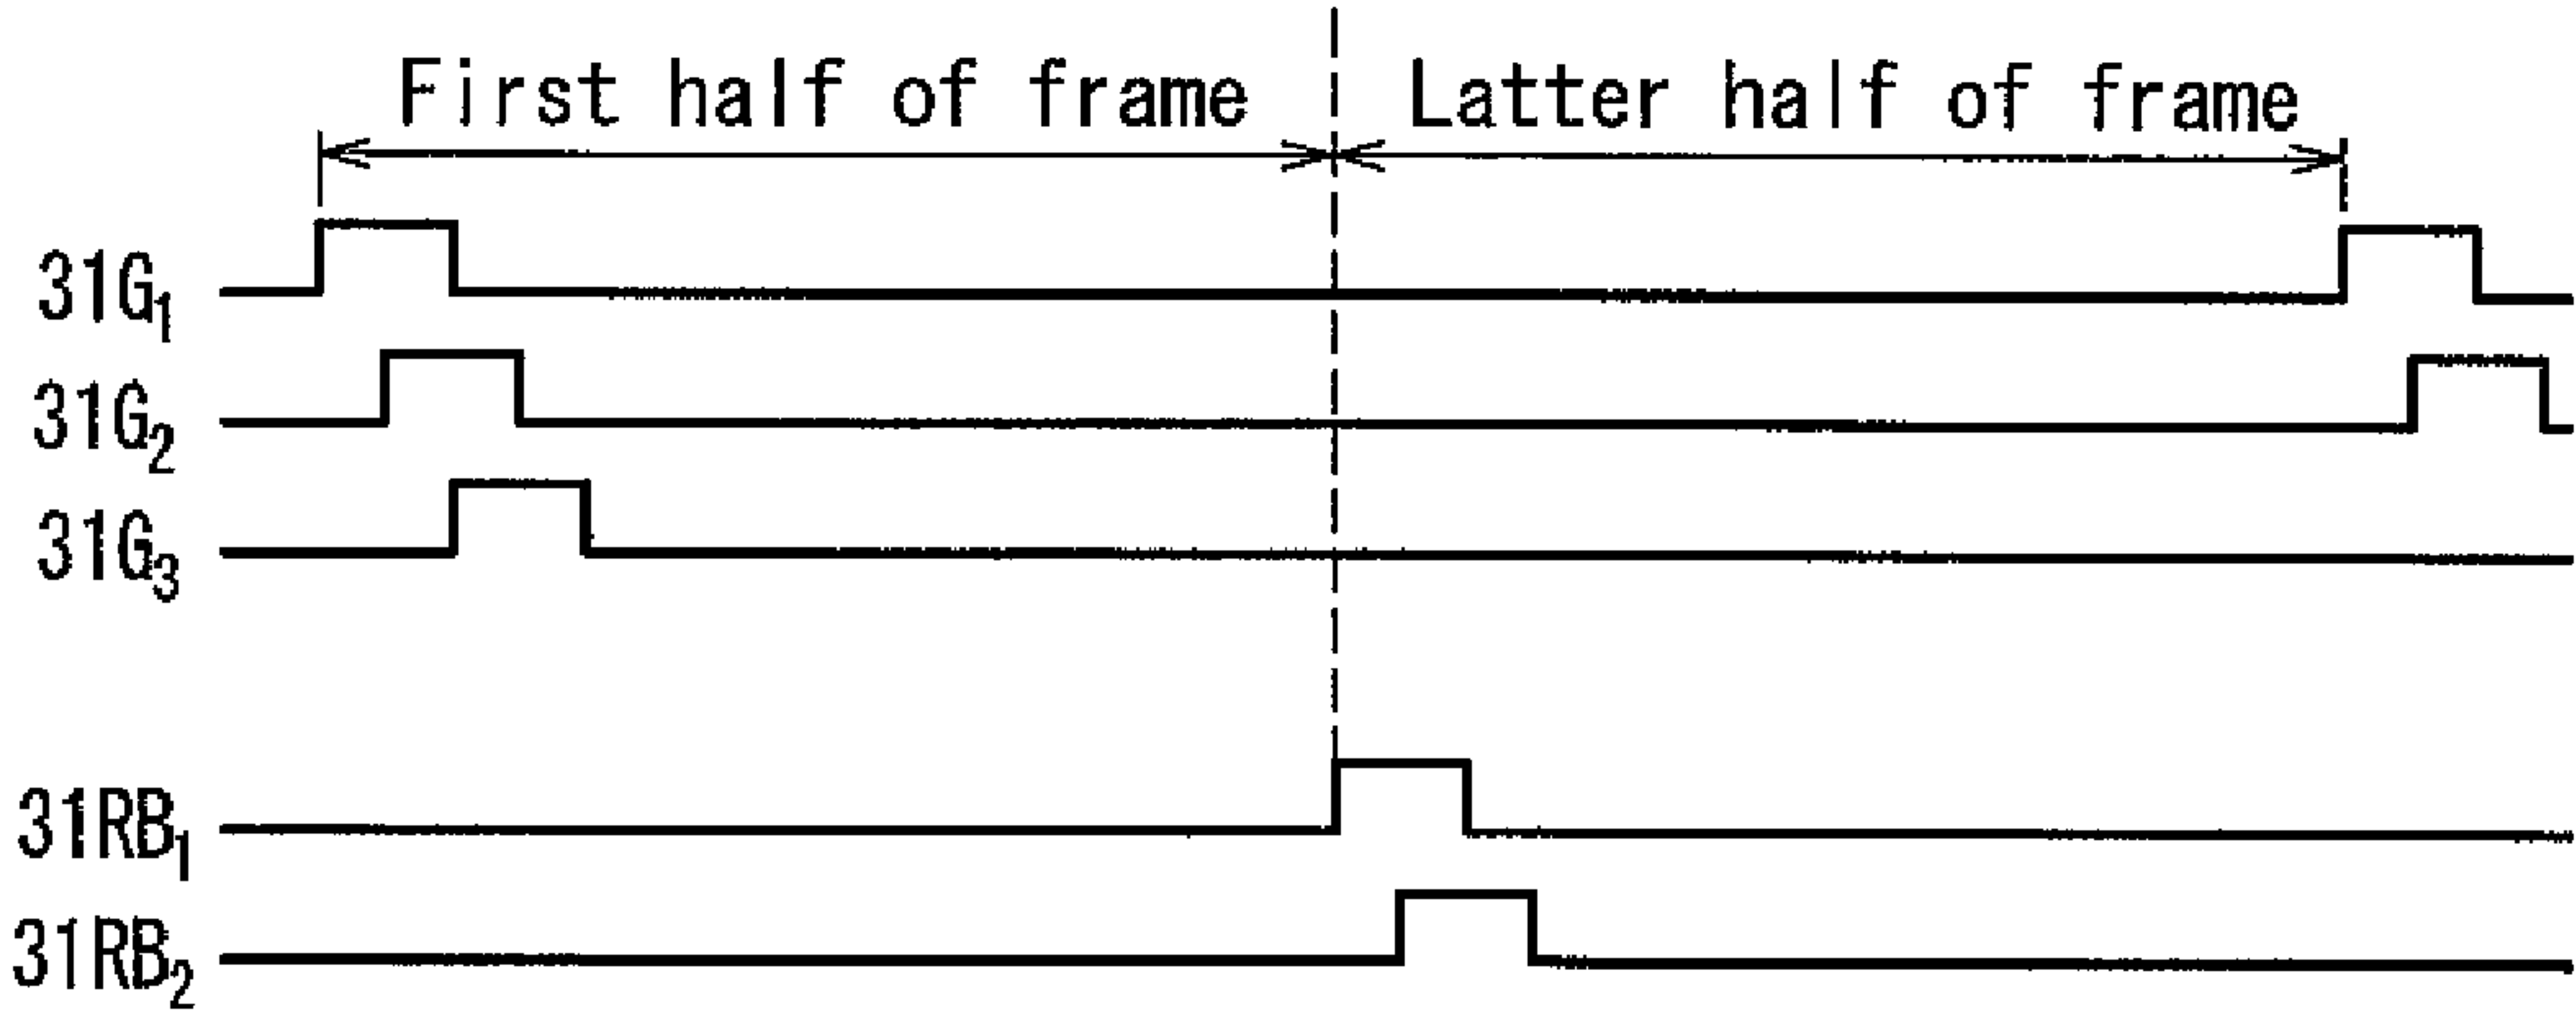 First half of frame Latter half of frame
31G₁
31G₂
31G₃
31RB₁
31RB₂